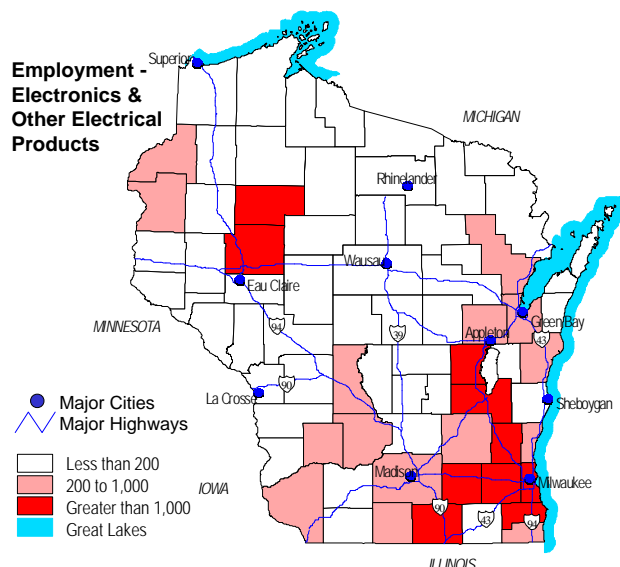 Superior
Employment -
Electronics &
Other Electrical
Products
MICHIGAN
Rhinelander
Wausau
Eau Claire
MINNESOTA
94
39
Green Bay
Appleton
43
90
La Crosse
Sheboygan
Major Cities
Major Highways
Less than 200
200 to 1,000
Greater than 1,000
Great Lakes
IOWA
Madison
Milwaukee
90
43
94
ILLINOIS